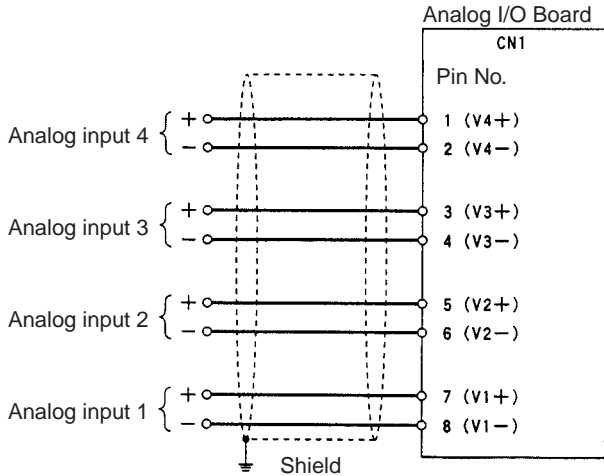 Analog I/O Board
CN1
Pin No.
Analog input 4 + 1 (V4+)
− 2 (V4−)
Analog input 3 + 3 (V3+)
− 4 (V3−)
Analog input 2 + 5 (V2+)
− 6 (V2−)
Analog input 1 + 7 (V1+)
− 8 (V1−)
Shield